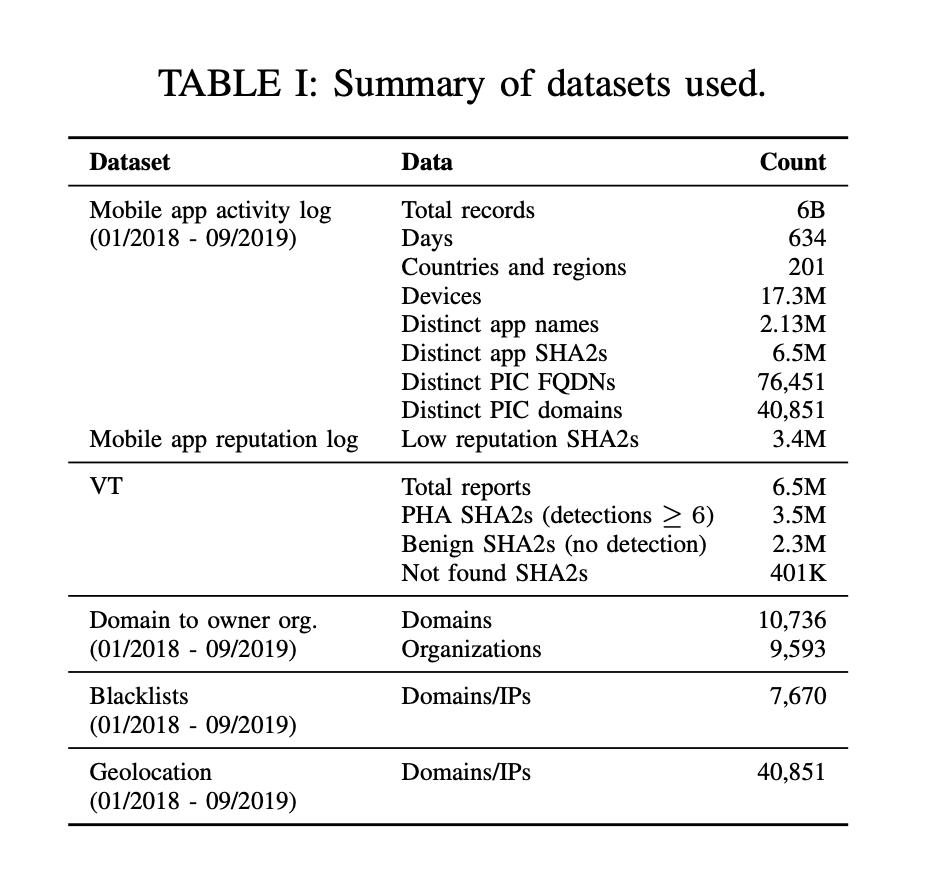 TABLE I: Summary of datasets used.
Dataset Data Count
Mobile app activity log Total records 6B
(01/2018 - 09/2019) Days 634
Countries and regions 201
Devices 17.3M
Distinct app names 2.13M
Distinct app SHA2s 6.5M
Distinct PIC FQDNs 76,451
Distinct PIC domains 40,851
Mobile app reputation log Low reputation SHA2s 3.4M
VT Total reports 6.5M
PHA SHA2s (detections ≥ 6) 3.5M
Benign SHA2s (no detection) 2.3M
Not found SHA2s 401K
Domain to owner org. Domains 10,736
(01/2018 - 09/2019) Organizations 9,593
Blacklists Domains/IPs 7,670
(01/2018 - 09/2019)
Geolocation Domains/IPs 40,851
(01/2018 - 09/2019)